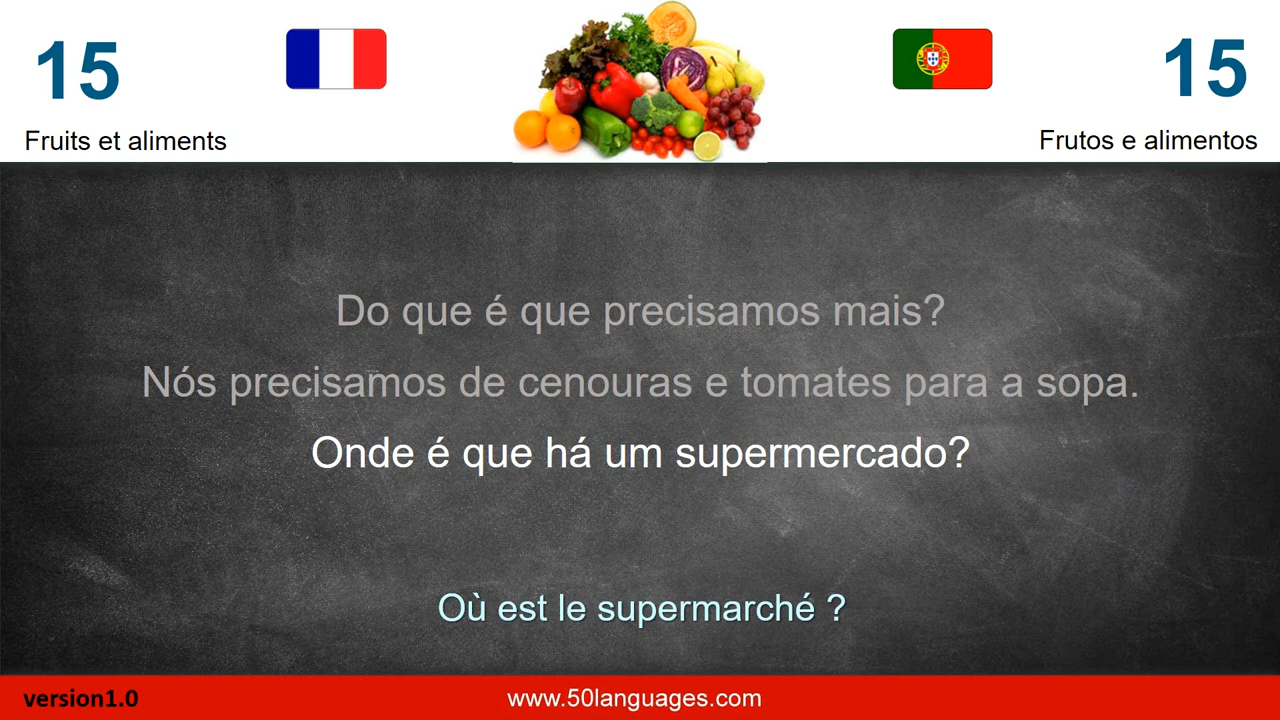 15
15
Fruits et aliments
Frutos e alimentos
Do que é que precisamos mais?
Nós precisamos de cenouras e tomates para a sopa.
Onde é que há um supermercado?
Où est le supermarché ?
version1.0
www.50languages.com